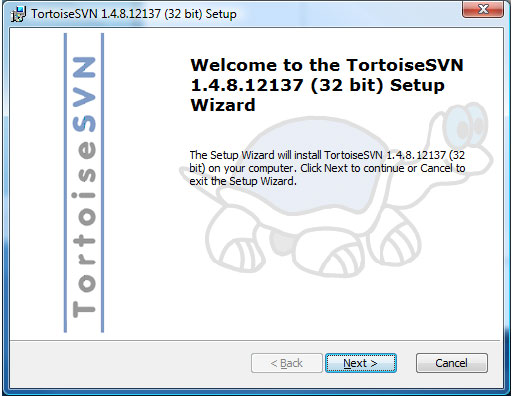 TortoiseSVN 1.4.8.12137 (32 bit) Setup
TortoiseSVN
Welcome to the TortoiseSVN
1.4.8.12137 (32 bit) Setup
Wizard
The Setup Wizard will install TortoiseSVN 1.4.8.12137 (32
bit) on your computer. Click Next to continue or Cancel to
exit the Setup Wizard.
< Back
Next >
Cancel